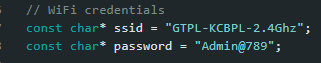 // WiFi credentials
const char* ssid = "GTPL-KCBPL-2.4Ghz";
const char* password = "Admin@789";